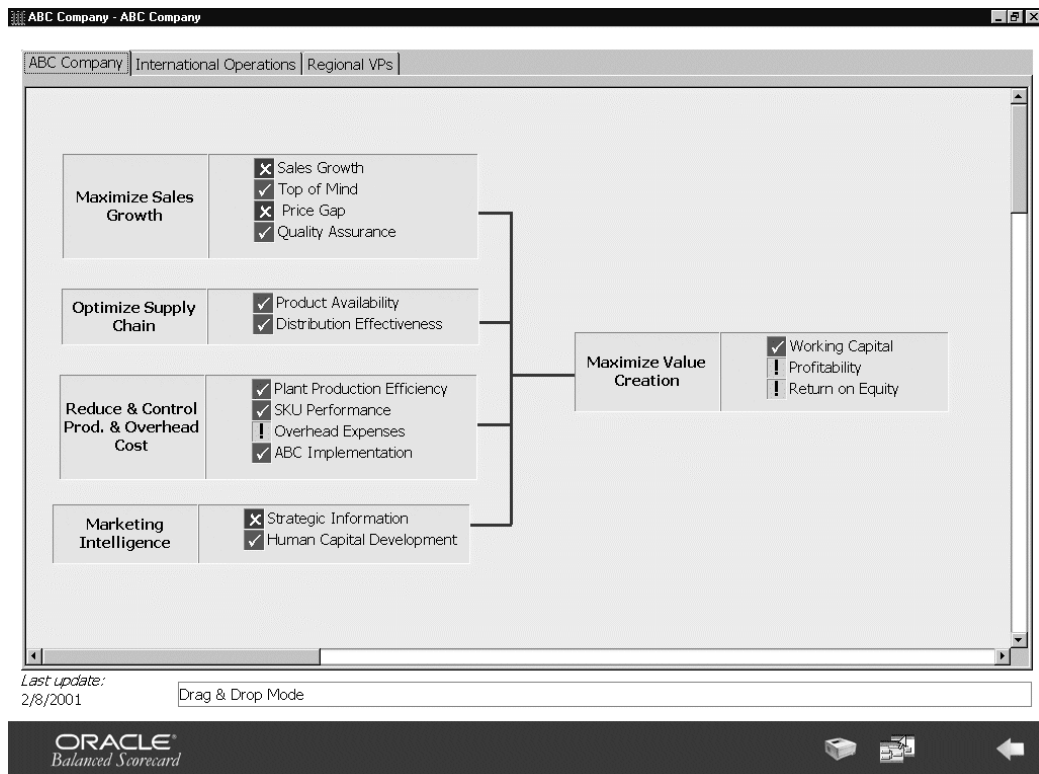 ABC Company - ABC Company
ABC Company
International Operations
Regional VPs
Maximize Sales
Growth
Sales Growth
Top of Mind
Price Gap
Quality Assurance
Optimize Supply
Chain
Product Availability
Distribution Effectiveness
Reduce & Control
Prod. & Overhead
Cost
Plant Production Efficiency
SKU Performance
! Overhead Expenses
ABC Implementation
Marketing
Intelligence
Strategic Information
Human Capital Development
Maximize Value
Creation
Working Capital
! Profitability
! Return on Equity
Last update:
2/8/2001
Drag & Drop Mode
ORACLE®
Balanced Scorecard